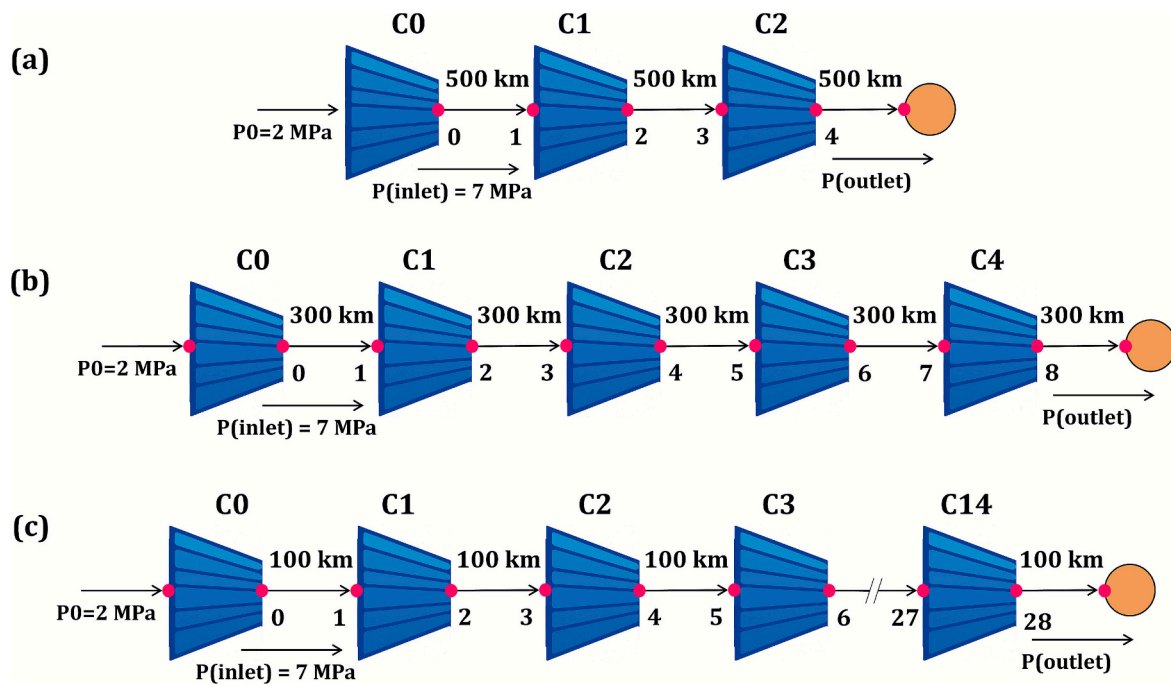 C0 C1 C2
(a)
500 km 500 km 500 km
P0=2 MPa
0 1 2 3 4
P(inlet) = 7 MPa
P(outlet)
C0 C1 C2 C3 C4
(b)
300 km 300 km 300 km 300 km 300 km
P0=2 MPa
0 1 2 3 4 5 6 7 8
P(inlet) = 7 MPa
P(outlet)
C0 C1 C2 C3 C14
(c)
100 km 100 km 100 km 100 km
P0=2 MPa
0 1 2 3 4 5 6 27 28
P(inlet) = 7 MPa
P(outlet)